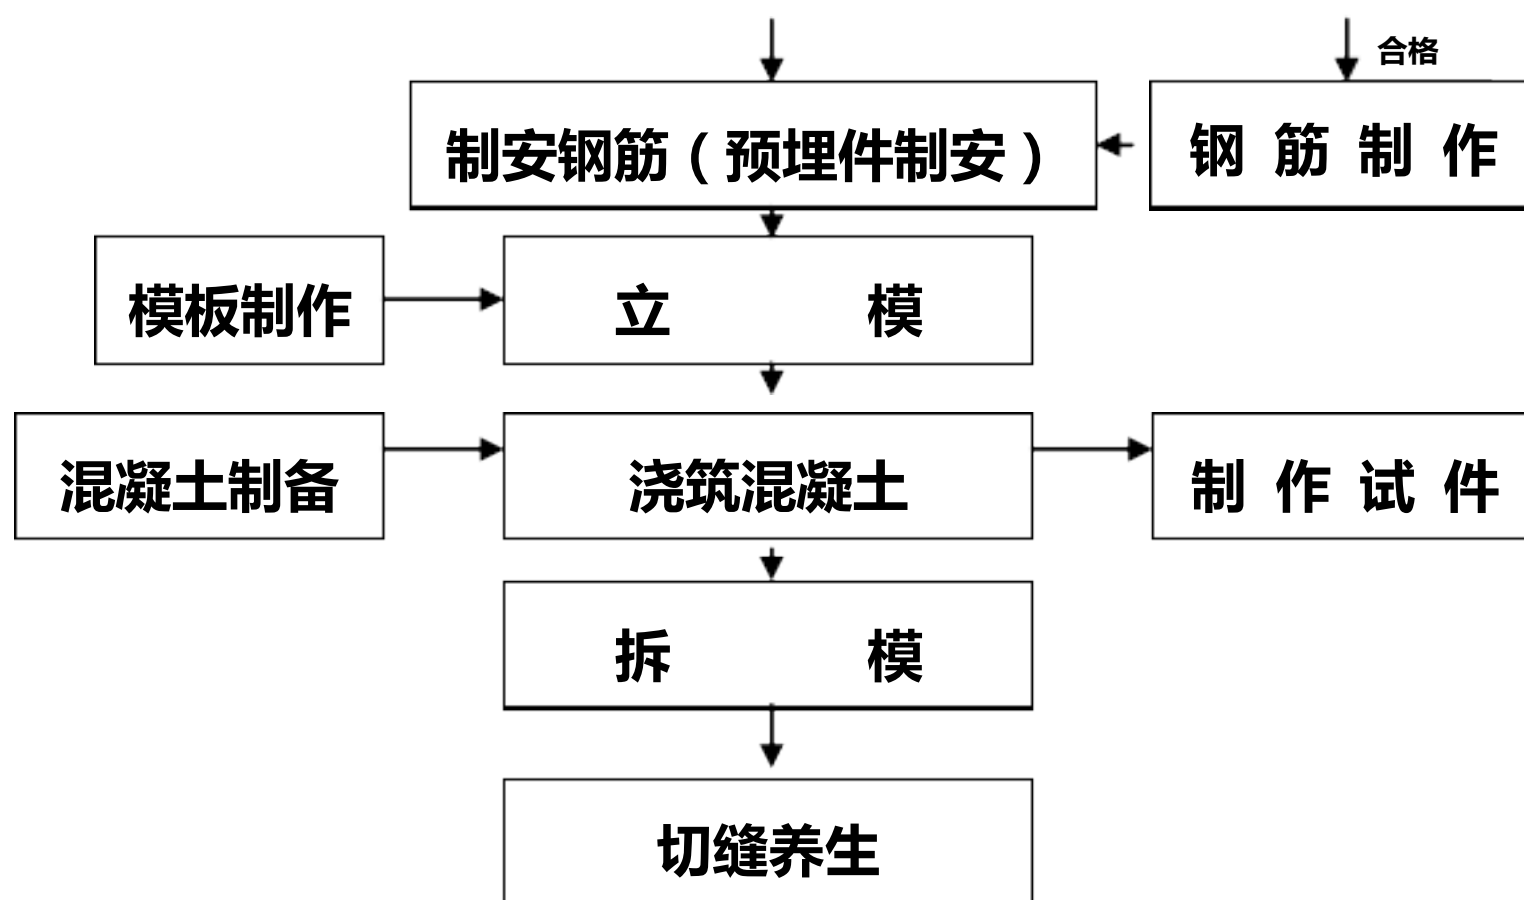 合格
制安钢筋（预埋件制安）
钢筋制作
模板制作
立模
混凝土制备
浇筑混凝土
制作试件
拆模
切缝养生